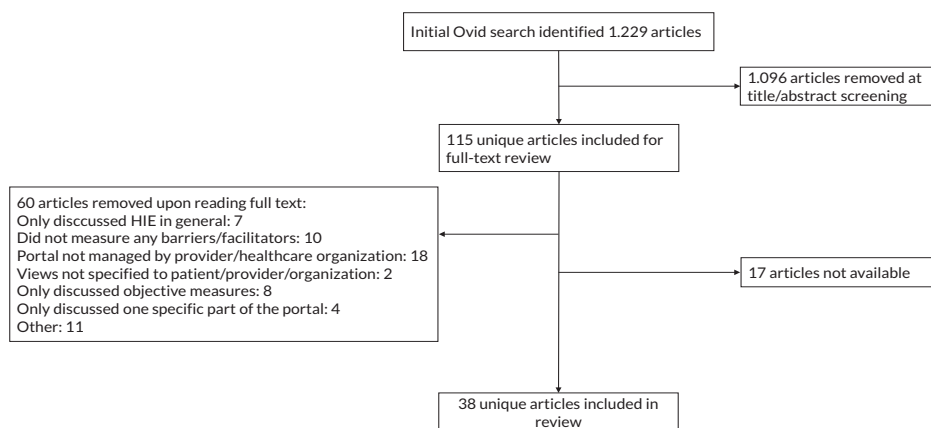 Initial Ovid search identified 1.229 articles
1.096 articles removed at
title/abstract screening
115 unique articles included for
full-text review
60 articles removed upon reading full text:
Only disccussed HIE in general: 7
Did not measure any barriers/facilitators: 10
Portal not managed by provider/healthcare organization: 18
Views not specified to patient/provider/organization: 2
Only discussed objective measures: 8
Only discussed one specific part of the portal: 4
Other: 11
17 articles not available
38 unique articles included in
review